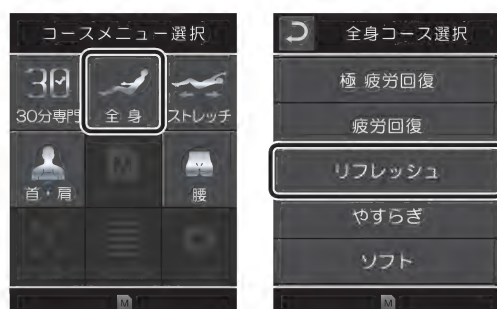 コースメニュー選択
30
30分専門
全身
ストレッチ
首・肩
M
腰
M
全身コース選択
極 疲労回復
疲労回復
リフレッシュ
やすらぎ
ソフト
M